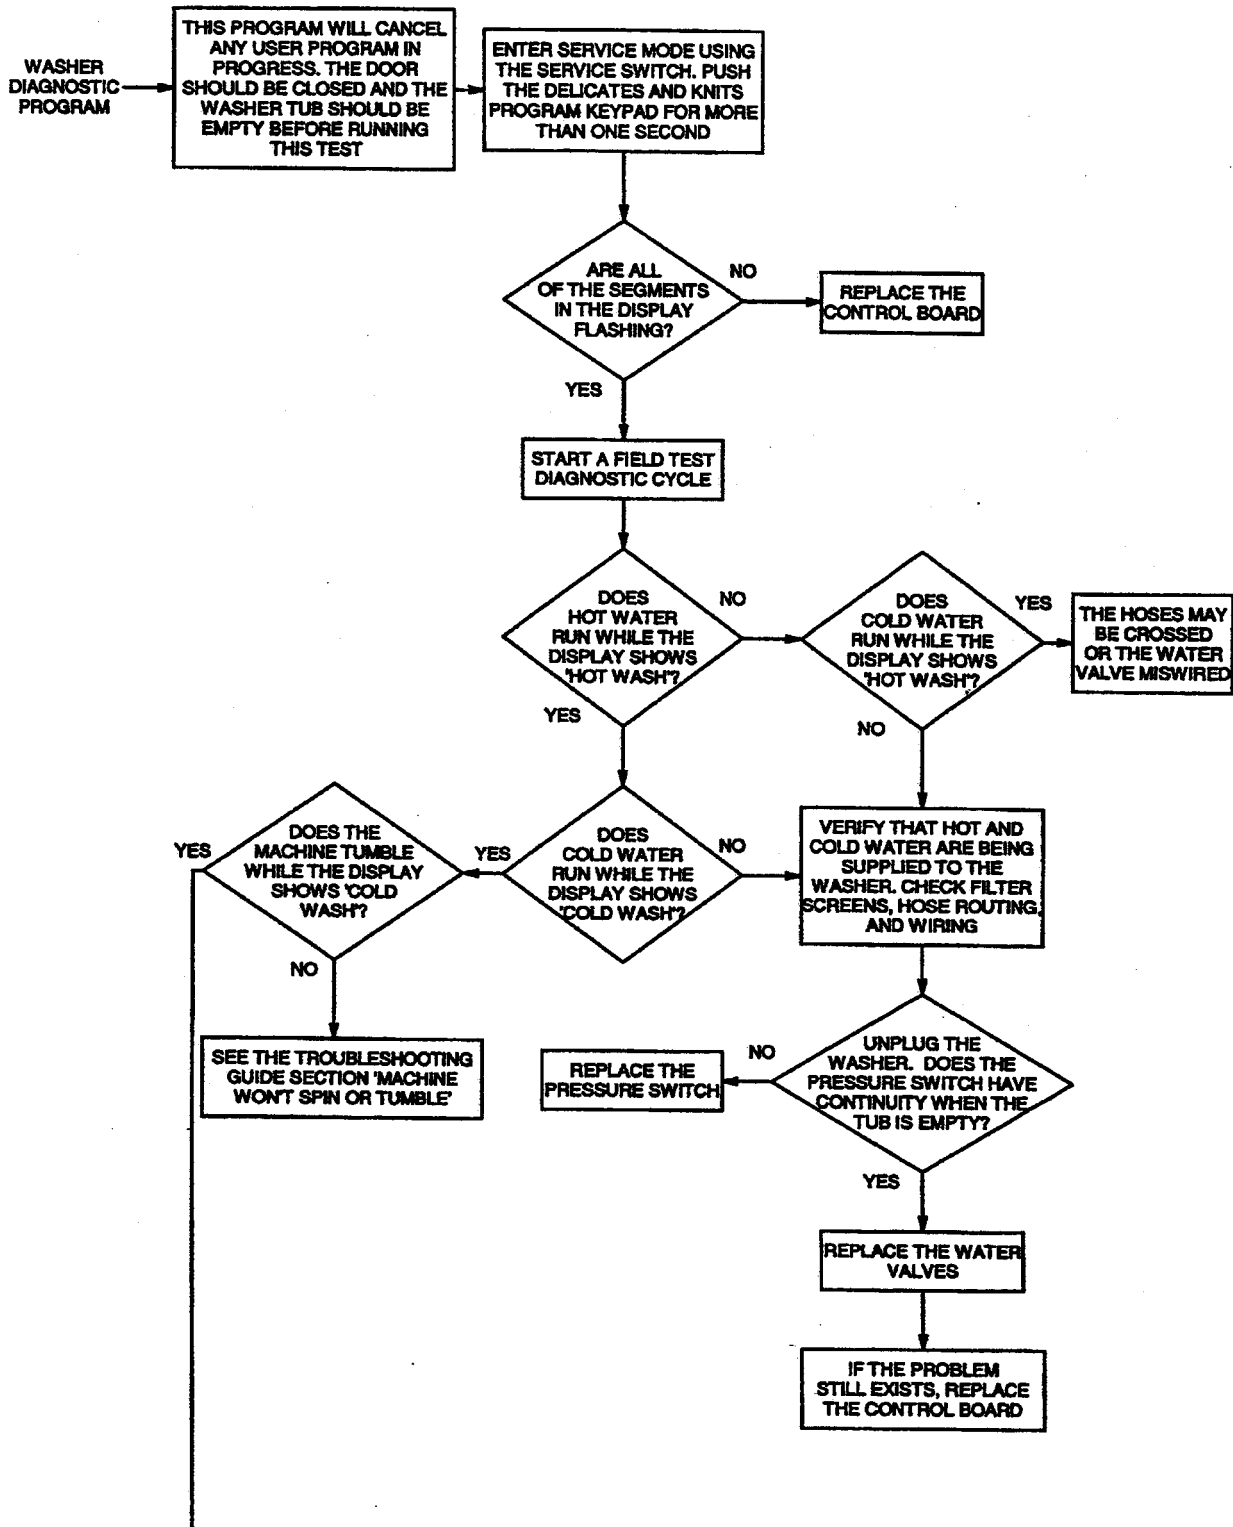 WASHER
DIAGNOSTIC
PROGRAM
THIS PROGRAM WILL CANCEL
ANY USER PROGRAM IN
PROGRESS. THE DOOR
SHOULD BE CLOSED AND THE
WASHER TUB SHOULD BE
EMPTY BEFORE RUNNING
THIS TEST
ENTER SERVICE MODE USING
THE SERVICE SWITCH. PUSH
THE DELICATES AND KNITS
PROGRAM KEYPAD FOR MORE
THAN ONE SECOND
ARE ALL
OF THE SEGMENTS
IN THE DISPLAY
FLASHING?
NO
REPLACE THE
CONTROL BOARD
YES
START A FIELD TEST
DIAGNOSTIC CYCLE
DOES
HOT WATER
RUN WHILE THE
DISPLAY SHOWS
'HOT WASH'?
NO
DOES
COLD WATER
RUN WHILE THE
DISPLAY SHOWS
'HOT WASH'?
YES
THE HOSES MAY
BE CROSSED
OR THE WATER
VALVE MISWIRED
YES
NO
YES
DOES THE
MACHINE TUMBLE
WHILE THE DISPLAY
SHOWS 'COLD
WASH'?
YES
DOES
COLD WATER
RUN WHILE THE
DISPLAY SHOWS
'COLD WASH'?
NO
VERIFY THAT HOT AND
COLD WATER ARE BEING
SUPPLIED TO THE
WASHER. CHECK FILTER
SCREENS, HOSE ROUTING,
AND WIRING
NO
SEE THE TROUBLESHOOTING
GUIDE SECTION 'MACHINE
WON'T SPIN OR TUMBLE'
REPLACE THE
PRESSURE SWITCH
NO
UNPLUG THE
WASHER. DOES THE
PRESSURE SWITCH HAVE
CONTINUITY WHEN THE
TUB IS EMPTY?
YES
REPLACE THE WATER
VALVES
IF THE PROBLEM
STILL EXISTS, REPLACE
THE CONTROL BOARD